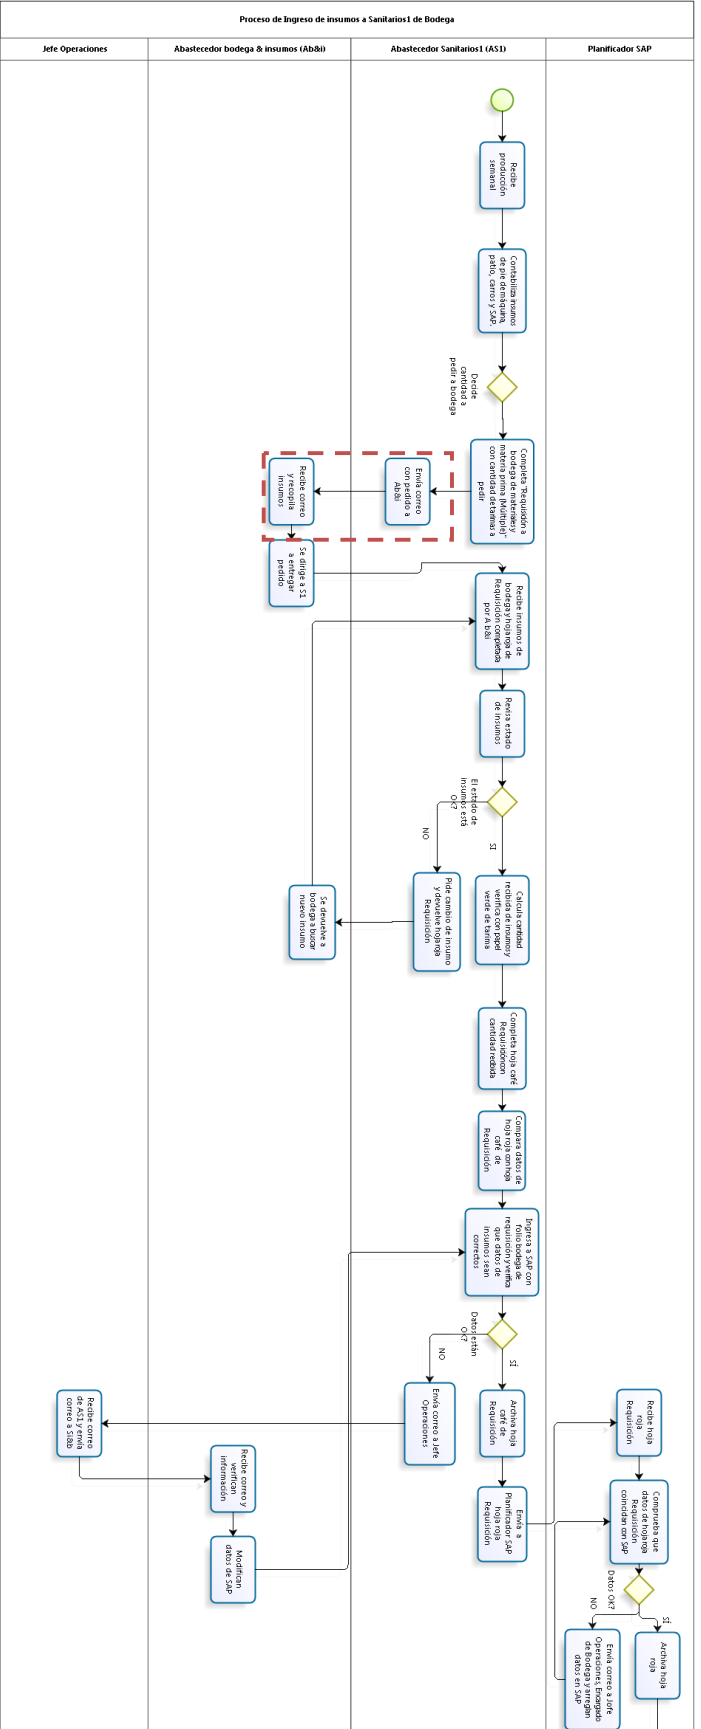 Proceso de Ingreso de insumos a Sanitarios1 de Bodega
Jefe Operaciones
Abastecedor bodega & insumos (Ab&i)
Abastecedor Sanitarios1 (AS1)
Planificador SAP
Recibe
producción
semanal
Contabiliza insumos
de pie de máquina,
patio, carros y SAP.
Decide
cantidad a
pedir a bodega
Completa "Requisición a
bodega de materiales y
materia prima (Múltiple)"
con cantidad de tarimas a
pedir
Envía correo
con pedido a
Ab&i
Recibe correo
y recopila
insumos
Se dirige a S1
a entregar
pedido
Recibe insumos de
bodega y hoja roja de
Requisición completada
por A b&i
Revisa estado
de insumos
El estado de
insumos está
OK?
NO
SI
Pide cambio de insumo
y devuelve hoja roja
Requisición
Se devuelve a
bodega a buscar
nuevo insumo
Calcula cantidad
recibida de insumos y
verifica con papel
verde de tarima
Completa hoja café
Requisición con
cantidad recibida
Compara datos de
hoja roja con hoja
café de
Requisición
Ingresa a SAP con
folio bodega de
requisición y verifica
que datos de
insumos sean
correctos
Datos están
OK?
NO
SÍ
Envía correo a Jefe
Operaciones
Recibe correo
de AS1 y envía
correo a SI&b
Recibe correo y
verifican
información
Modifican
datos de SAP
Archiva hoja
café de
Requisición
Envía a
Planificador SAP
hoja roja
Requisición
Recibe hoja
roja
Requisición
Comprueba que
datos de hoja roja
Requisición
coincidan con SAP
Datos OK?
NO
SÍ
Envía correo a Jofe
Operaciones, Encargado
de Bodega y arreglan
datos en SAP
Archiva hoja
roja